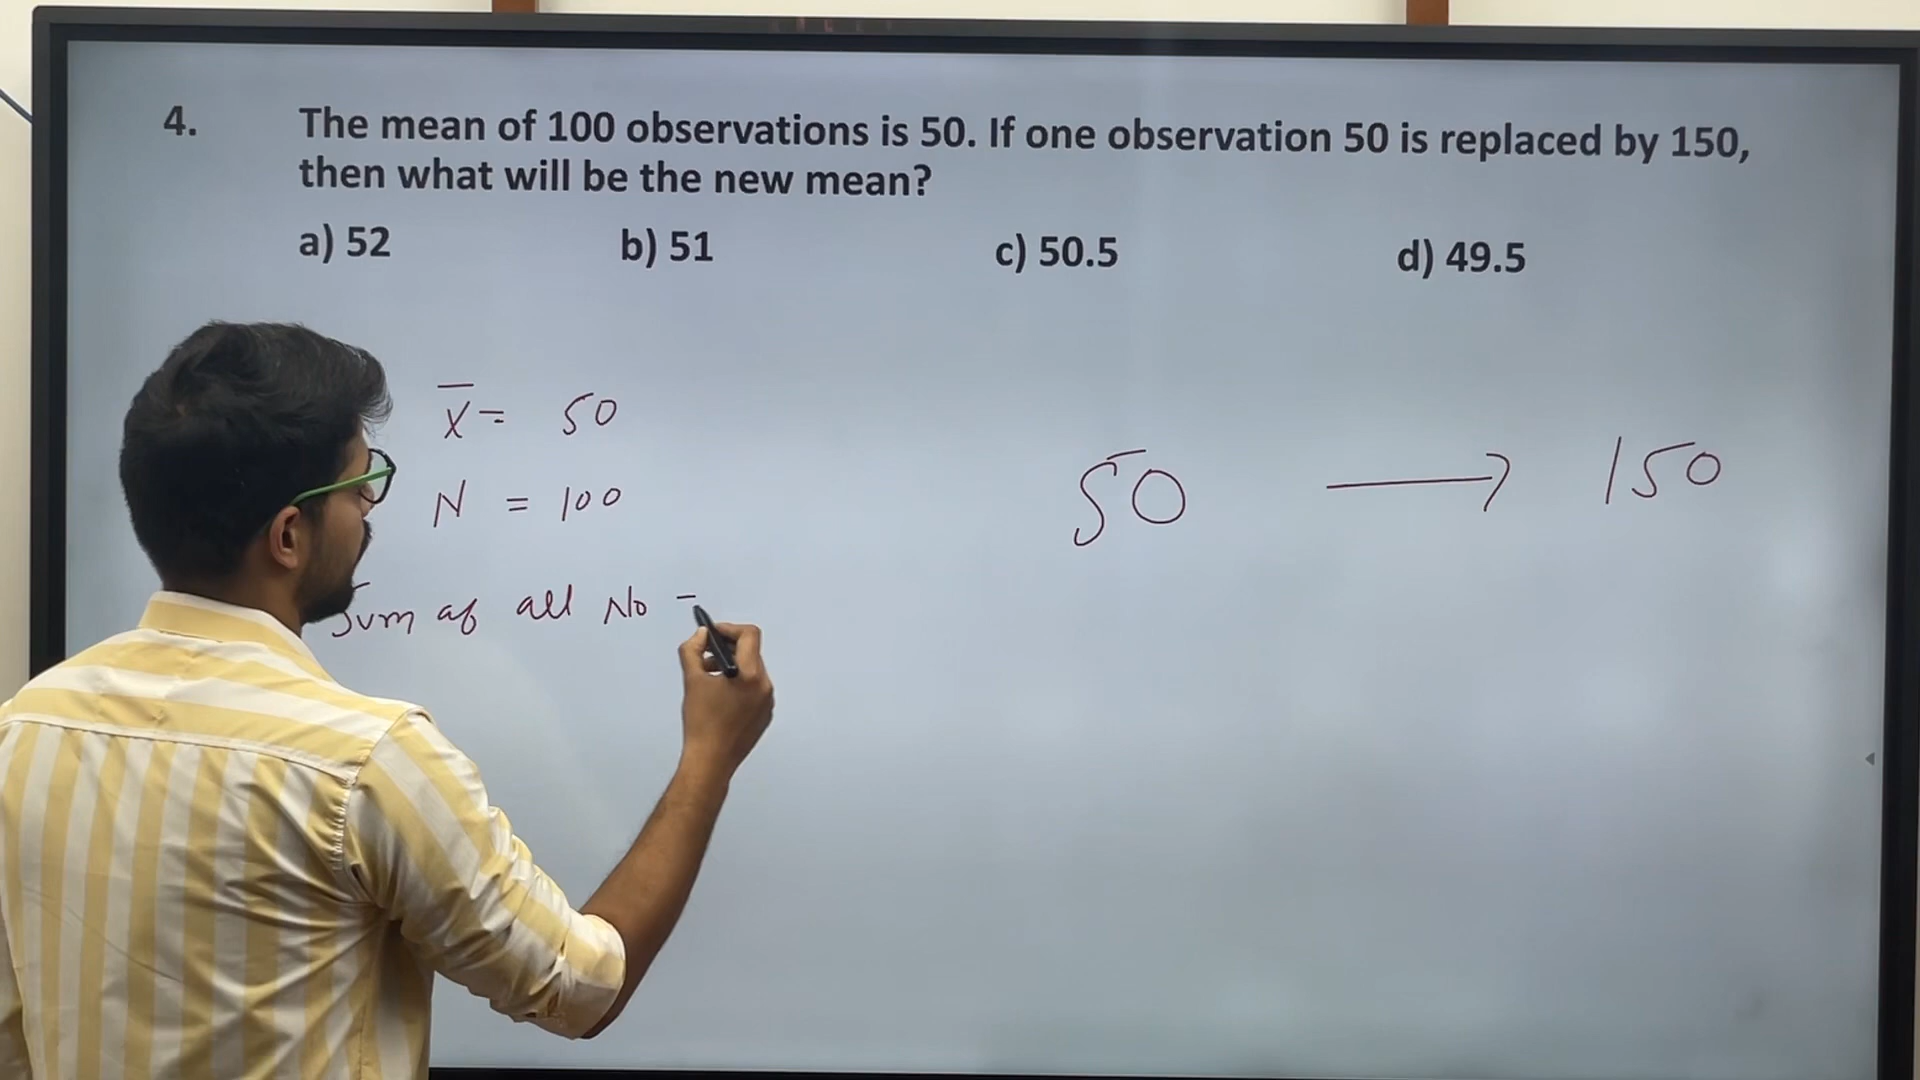 4. The mean of 100 observations is 50. If one observation 50 is replaced by 150,
then what will be the new mean?
a) 52 b) 51 c) 50.5 d) 49.5
x̄ = 50
N = 100
50 → 150
Sum of all No =